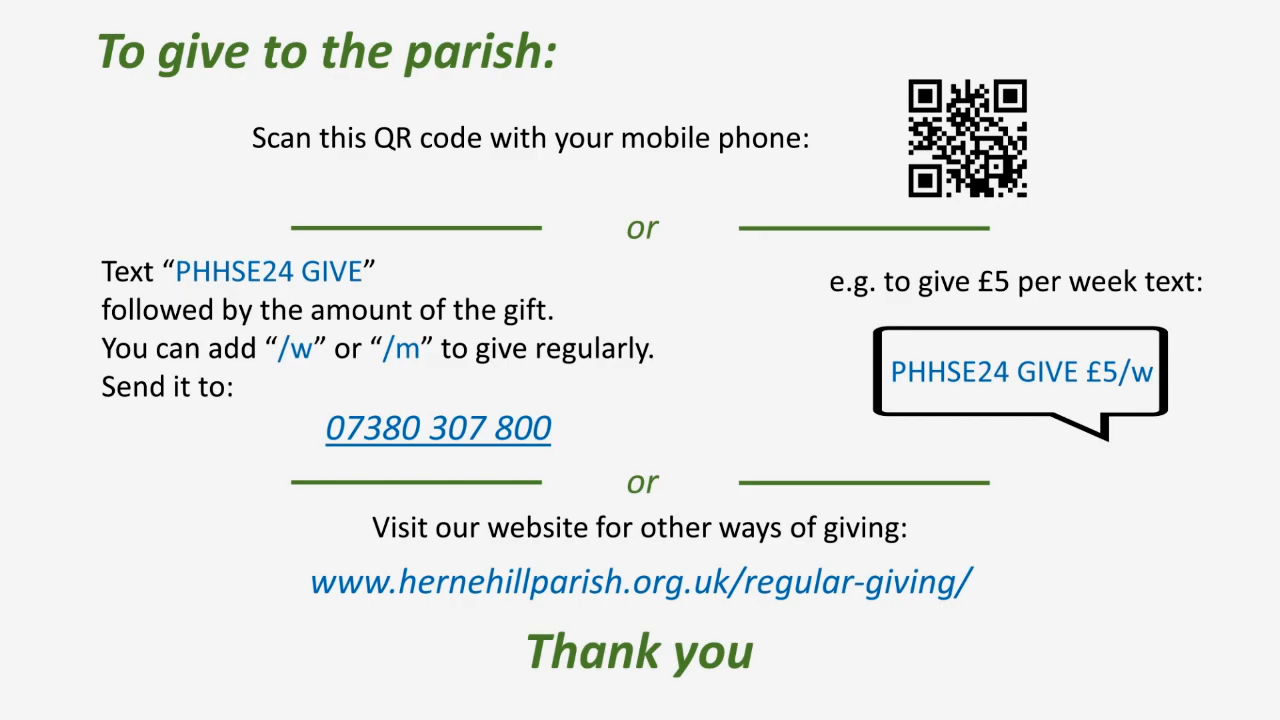 To give to the parish:
Scan this QR code with your mobile phone:
or
Text “PHHSE24 GIVE”
followed by the amount of the gift.
You can add “/w” or “/m” to give regularly.
Send it to:
07380 307 800
e.g. to give £5 per week text:
PHHSE24 GIVE £5/w
or
Visit our website for other ways of giving:
www.hernehillparish.org.uk/regular-giving/
Thank you